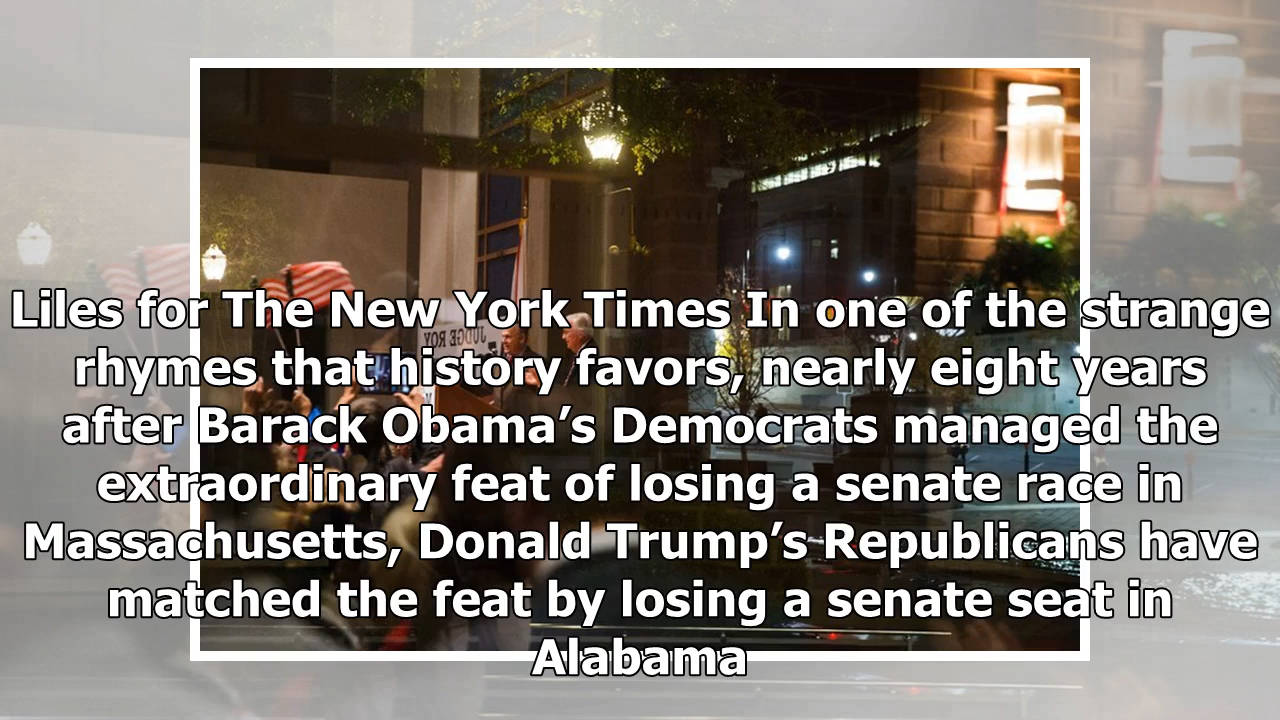 Liles for The New York Times In one of the strange
rhymes that history favors, nearly eight years
after Barack Obama’s Democrats managed the
extraordinary feat of losing a senate race in
Massachusetts, Donald Trump’s Republicans have
matched the feat by losing a senate seat in
Alabama
JUDGE ROY